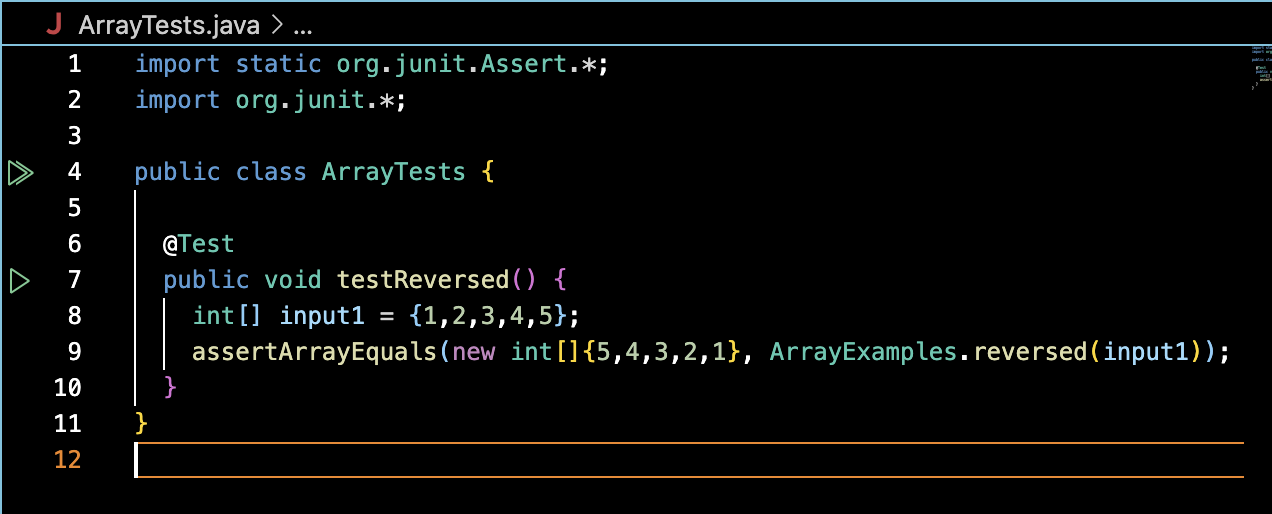 J ArrayTests.java > ...
1 import static org.junit.Assert.*;
2 import org.junit.*;
3
4 public class ArrayTests {
5
6 @Test
7 public void testReversed() {
8 int[] input1 = {1,2,3,4,5};
9 assertArrayEquals(new int[]{5,4,3,2,1}, ArrayExamples.reversed(input1));
10 }
11 }
12